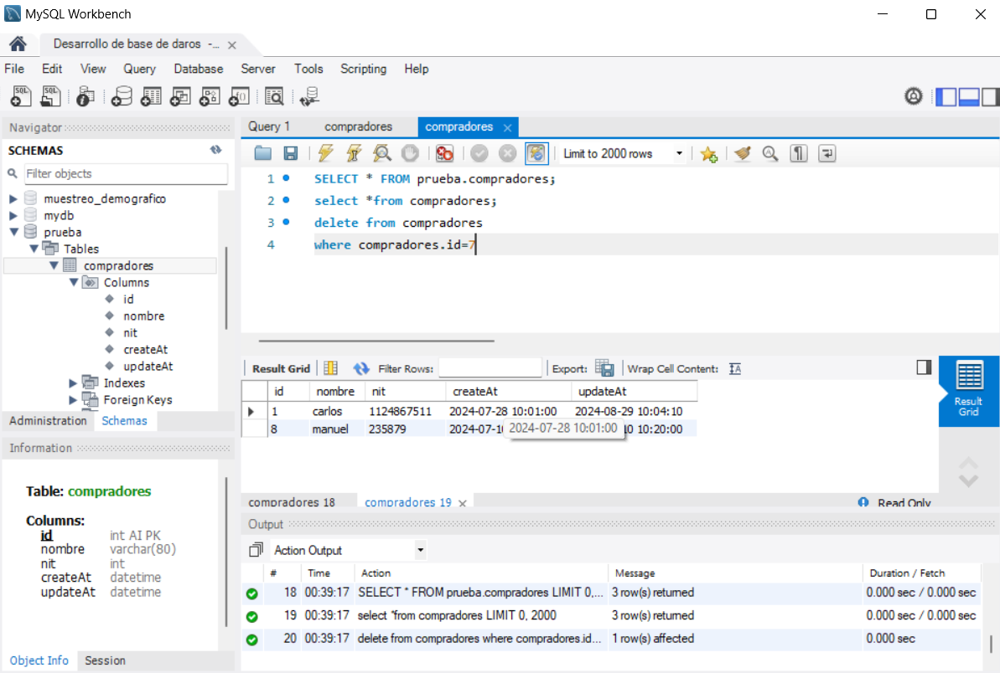 MySQL Workbench
Desarrollo de base de daros -...
File Edit View Query Database Server Tools Scripting Help
Navigator
SCHEMAS
Filter objects
muestreo_demografico
mydb
prueba
Tables
compradores
Columns
id
nombre
nit
createAt
updateAt
Indexes
Foreign Keys
Administration Schemas
Information
Table: compradores
Columns:
id int AI PK
nombre varchar(80)
nit int
createAt datetime
updateAt datetime
Object Info Session
Query 1 compradores compradores
Limit to 2000 rows
1 SELECT * FROM prueba.compradores;
2 select *from compradores;
3 delete from compradores
4 where compradores.id=7
Result Grid Filter Rows: Export: Wrap Cell Content:
id nombre nit createAt updateAt
1 carlos 1124867511 2024-07-28 10:01:00 2024-08-29 10:04:10
8 manuel 235879 2024-07-10 2024-07-28 10:01:00 10 10:20:00
Result Grid
compradores 18 compradores 19 Read Only
Output
Action Output
# Time Action Message Duration / Fetch
18 00:39:17 SELECT * FROM prueba.compradores LIMIT 0,... 3 row(s) returned 0.000 sec / 0.000 sec
19 00:39:17 select *from compradores LIMIT 0, 2000 3 row(s) returned 0.000 sec / 0.000 sec
20 00:39:17 delete from compradores where compradores.id... 1 row(s) affected 0.000 sec